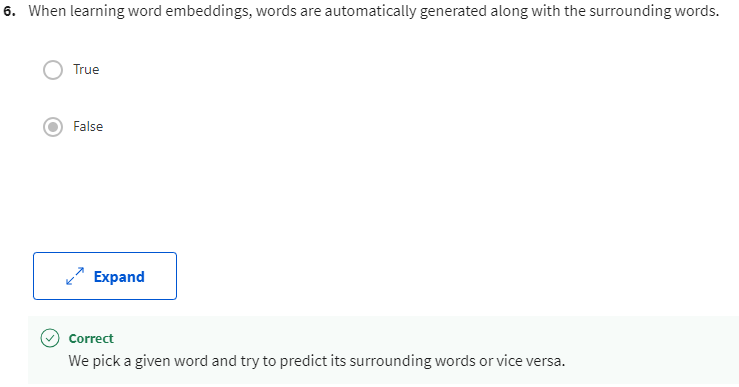 6. When learning word embeddings, words are automatically generated along with the surrounding words.
True
False
Expand
Correct
We pick a given word and try to predict its surrounding words or vice versa.